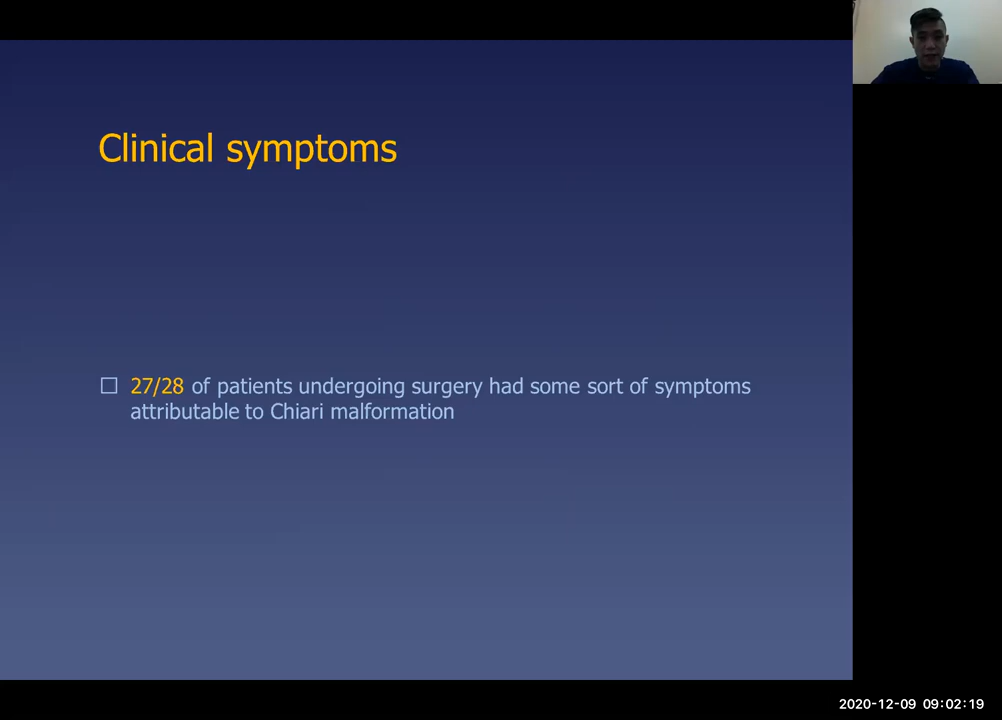 Clinical symptoms
☐ 27/28 of patients undergoing surgery had some sort of symptoms
attributable to Chiari malformation
2020-12-09 09:02:19